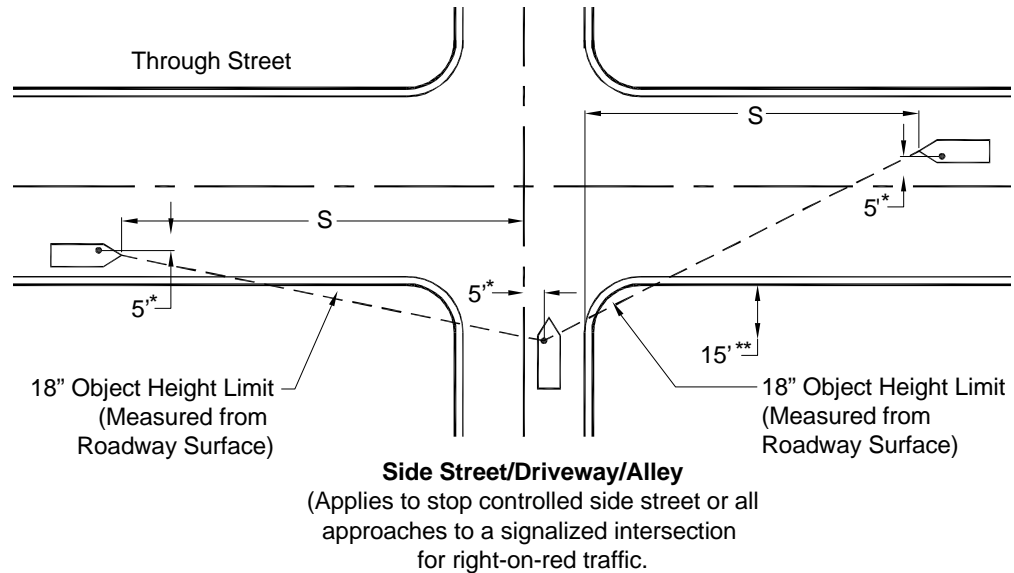 Through Street
S
5'*
S
5'*
5'*
15' **
18” Object Height Limit
(Measured from
Roadway Surface)
18” Object Height Limit
(Measured from
Roadway Surface)
Side Street/Driveway/Alley
(Applies to stop controlled side street or all
approaches to a signalized intersection
for right-on-red traffic.